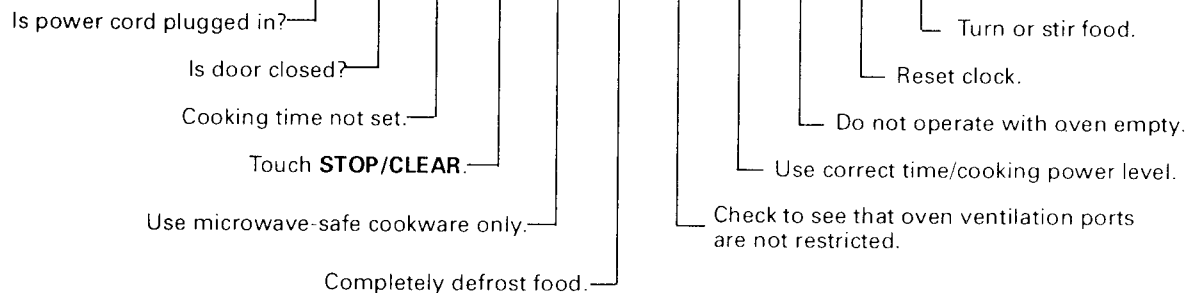 Is power cord plugged in?
Turn or stir food.
Is door closed?
Reset clock.
Cooking time not set.
Do not operate with oven empty.
Touch STOP/CLEAR.
Use correct time/cooking power level.
Use microwave-safe cookware only.
Check to see that oven ventilation ports
are not restricted.
Completely defrost food.